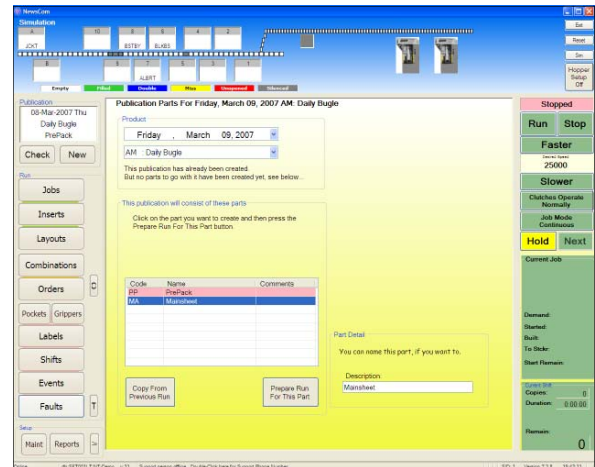 NewsCom
Simulation
Exit
Reset
Sim
Hopper
Setup
Off
JCKT
BSTBY
BLKBS
ALERT
Empty
Filled
Double
Miss
Unopened
Silenced
Publication
08-Mar-2007 Thu
Daily Bugle
PrePack
Check
New
Run
Jobs
Inserts
Layouts
Combinations
Orders
Pockets
Grippers
Labels
Shifts
Events
Faults
T
Setup
Maint
Reports
>
Publication Parts For Friday, March 09, 2007 AM: Daily Bugle
Product
Friday , March 09, 2007
AM : Daily Bugle
This publication has already been created.
But no parts to go with it have been created yet, see below...
This publication will consist of these parts
Click on the part you want to create and then press the
Prepare Run For This Part button.
Code Name Comments
PP PrePack
MA Mainsheet
Copy From
Previous Run
Prepare Run
For This Part
Part Detail
You can name this part, if you want to.
Description:
Mainsheet
Stopped
Run
Stop
Faster
Desired Speed
25000
Slower
Clutches Operate
Normally
Job Mode
Continuous
Hold
Next
Current Job
Demand:
Started:
Built:
To Stckr:
Start Remain:
Current Shift
Copies: 0
Duration: 0:00:00
Remain:
0